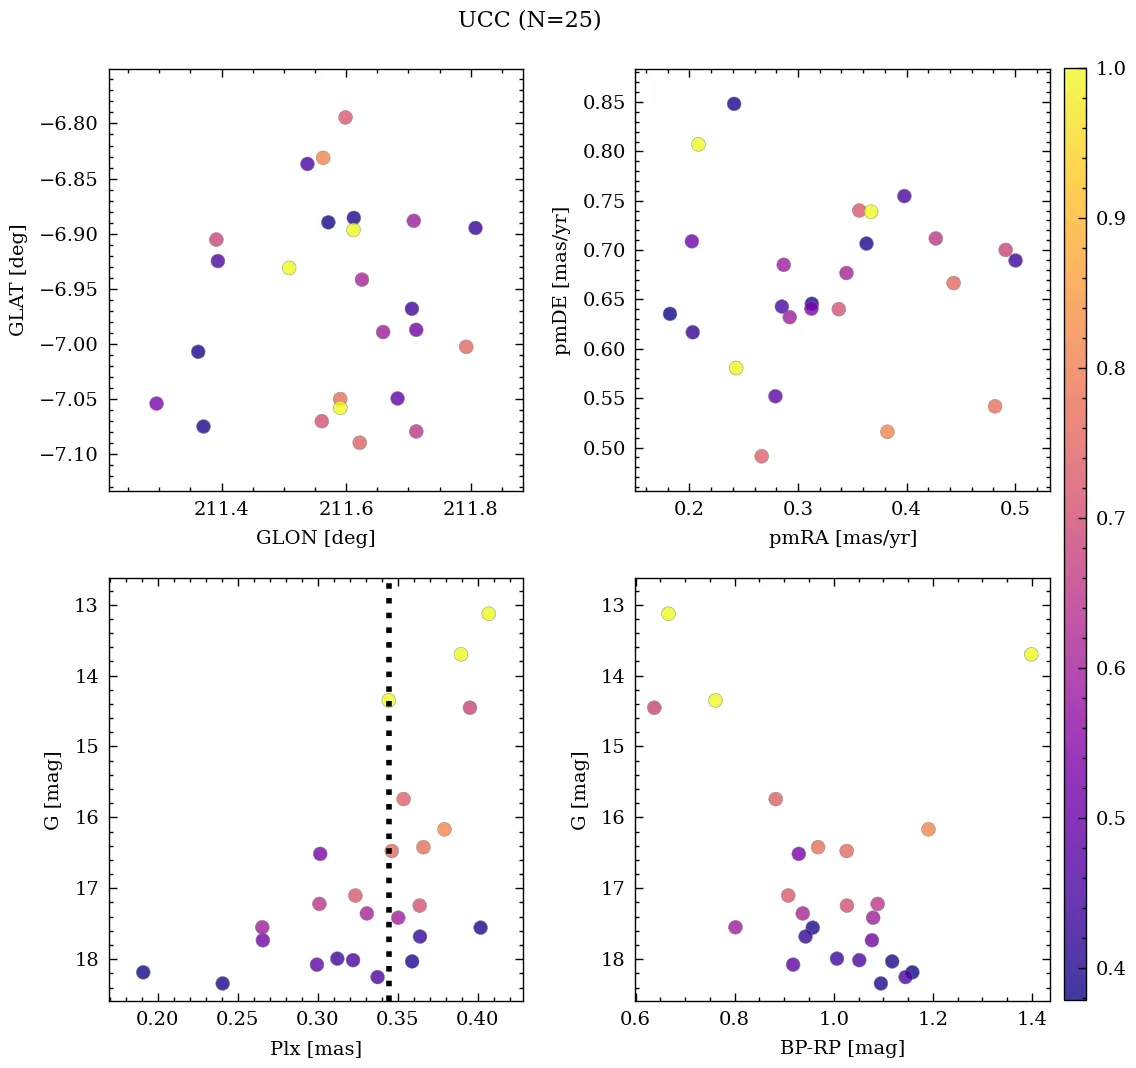 UCC (N=25)
−6.80
−6.85
−6.90
−6.95
−7.00
−7.05
−7.10
GLAT [deg]
211.4 211.6 211.8
GLON [deg]
0.85
0.80
0.75
0.70
0.65
0.60
0.55
0.50
pmDE [mas/yr]
0.2 0.3 0.4 0.5
pmRA [mas/yr]
1.0
0.9
0.8
0.7
0.6
0.5
0.4
13
14
15
16
17
18
G [mag]
0.20 0.25 0.30 0.35 0.40
Plx [mas]
13
14
15
16
17
18
G [mag]
0.6 0.8 1.0 1.2 1.4
BP-RP [mag]